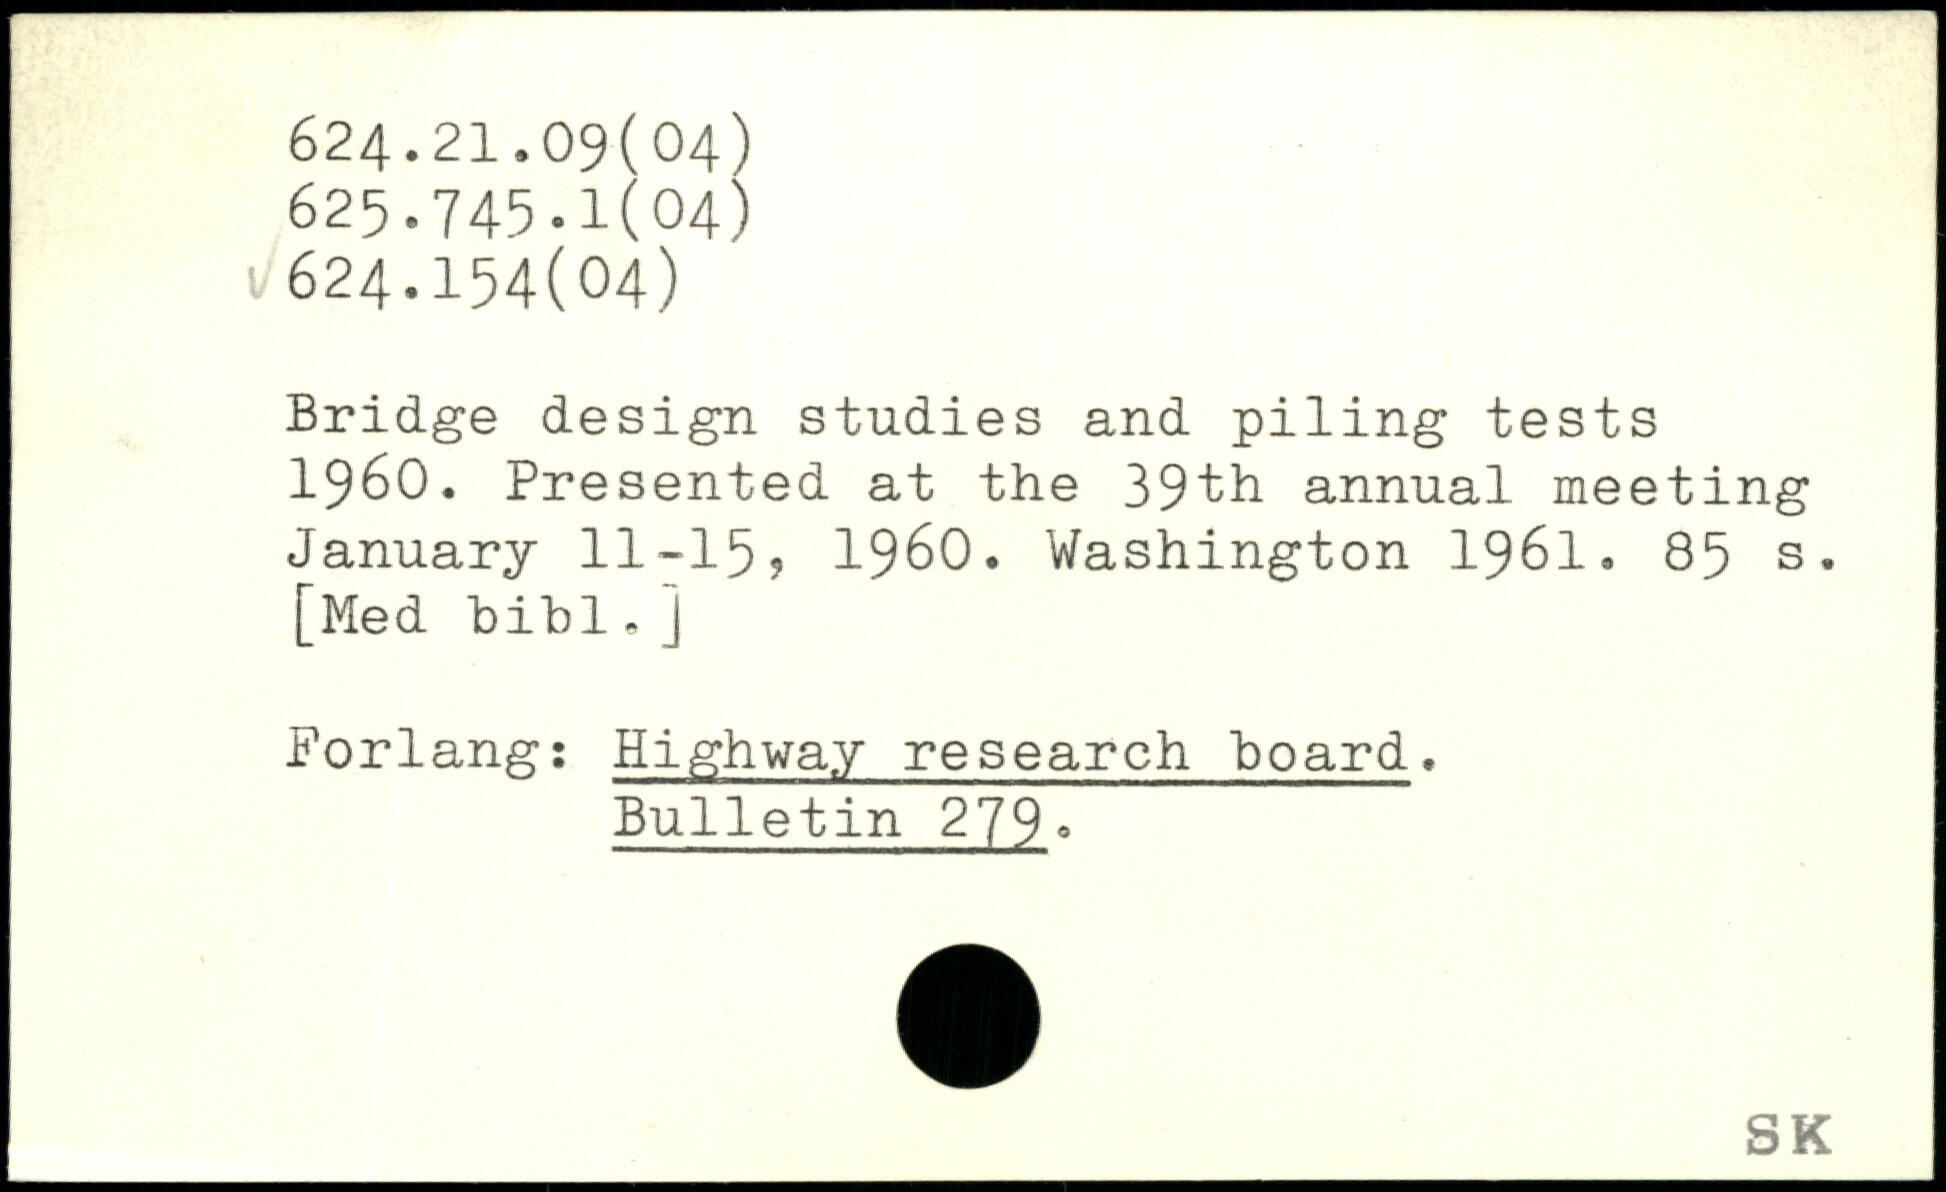 624.21.09(04)
625.745.1(04)
✓624.154(04)
Bridge design studies and piling tests
1960. Presented at the 39th annual meeting
January 11-15, 1960. Washington 1961. 85 s.
[Med bibl.]
Forlang: Highway research board.
Bulletin 279.
SK